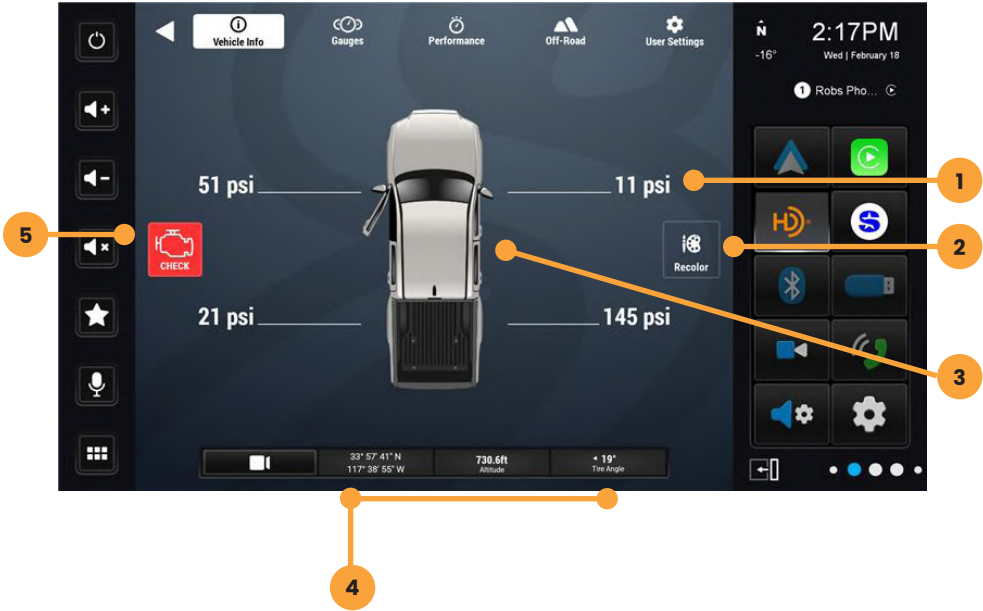 Vehicle Info
Gauges
Performance
Off-Road
User Settings
N
-16°
2:17PM
Wed | February 18
1 Robs Pho...
51 psi
11 psi
1
5
CHECK
i
Recolor
2
HD
S
21 psi
145 psi
3
33° 57' 41" N
117° 38' 55" W
730.6ft
Altitude
19°
Tire Angle
4